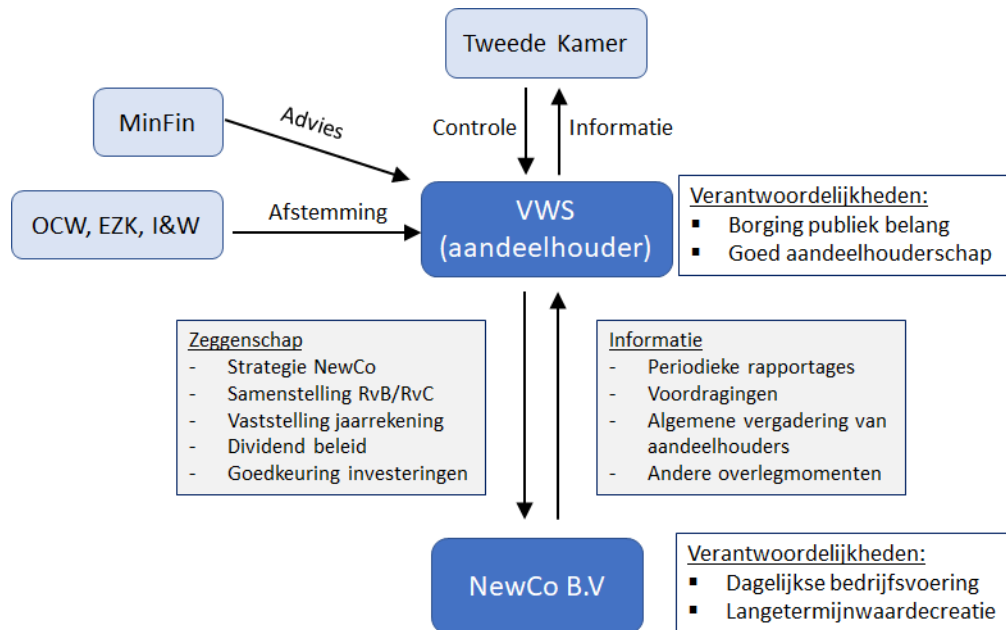 Tweede Kamer
MinFin
Advies
Controle
Informatie
OCW, EZK, I&W
Afstemming
VWS
(aandeelhouder)
Verantwoordelijkheden:
▪ Borging publiek belang
▪ Goed aandeelhouderschap
Zeggenschap
- Strategie NewCo
- Samenstelling RvB/RvC
- Vaststelling jaarrekening
- Dividend beleid
- Goedkeuring investeringen
Informatie
- Periodieke rapportages
- Voordragingen
- Algemene vergadering van
aandeelhouders
- Andere overlegmomenten
NewCo B.V
Verantwoordelijkheden:
▪ Dagelijkse bedrijfsvoering
▪ Langetermijnwaardecreatie